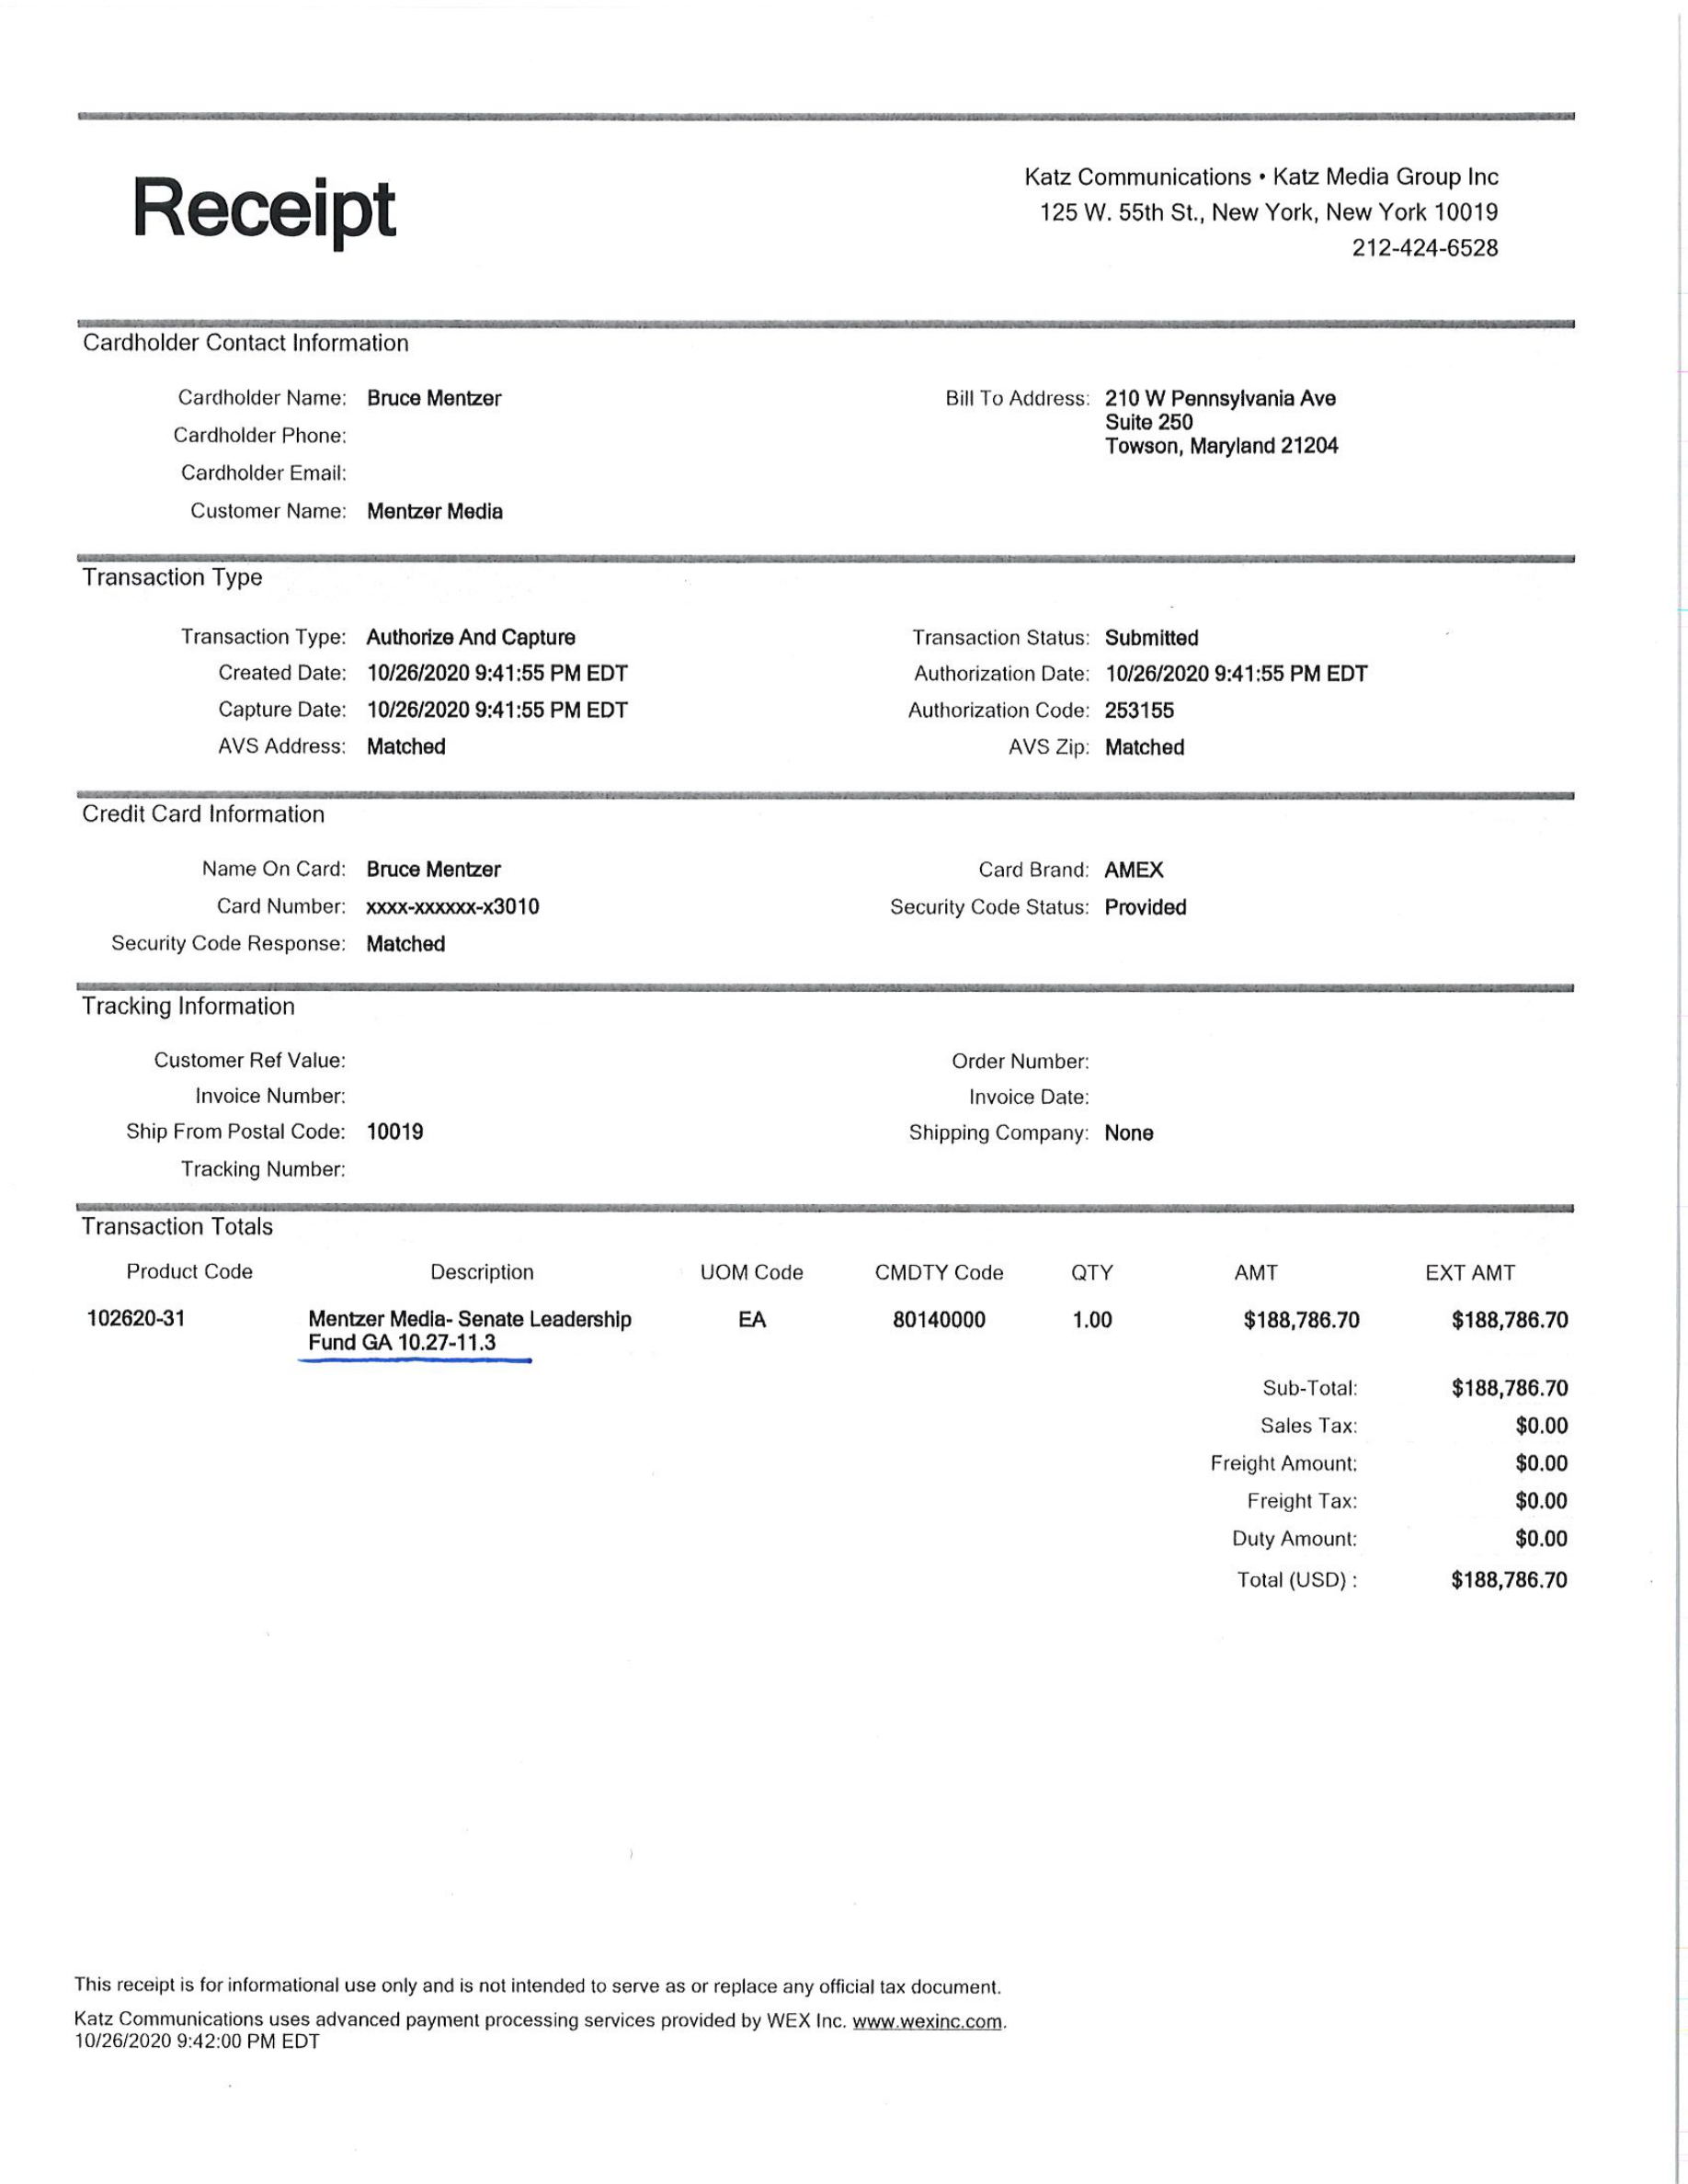 Receipt
Katz Communications • Katz Media Group Inc
125 W. 55th St., New York, New York 10019
212-424-6528
Cardholder Contact Information
Cardholder Name: Bruce Mentzer
Cardholder Phone:
Cardholder Email:
Customer Name: Mentzer Media
Bill To Address: 210 W Pennsylvania Ave
Suite 250
Towson, Maryland 21204
Transaction Type
Transaction Type: Authorize And Capture Transaction Status: Submitted
Created Date: 10/26/2020 9:41:55 PM EDT Authorization Date: 10/26/2020 9:41:55 PM EDT
Capture Date: 10/26/2020 9:41:55 PM EDT Authorization Code: 253155
AVS Address: Matched AVS Zip: Matched
Credit Card Information
Name On Card: Bruce Mentzer Card Brand: AMEX
Card Number: xxxx-xxxxxx-x3010 Security Code Status: Provided
Security Code Response: Matched
Tracking Information
Customer Ref Value: Order Number:
Invoice Number: Invoice Date:
Ship From Postal Code: 10019 Shipping Company: None
Tracking Number:
Transaction Totals
Product Code Description UOM Code CMDTY Code QTY AMT EXT AMT
102620-31 Mentzer Media- Senate Leadership EA 80140000 1.00 $188,786.70 $188,786.70
Fund GA 10.27-11.3
Sub-Total: $188,786.70
Sales Tax: $0.00
Freight Amount: $0.00
Freight Tax: $0.00
Duty Amount: $0.00
Total (USD) : $188,786.70
This receipt is for informational use only and is not intended to serve as or replace any official tax document.
Katz Communications uses advanced payment processing services provided by WEX Inc. www.wexinc.com.
10/26/2020 9:42:00 PM EDT